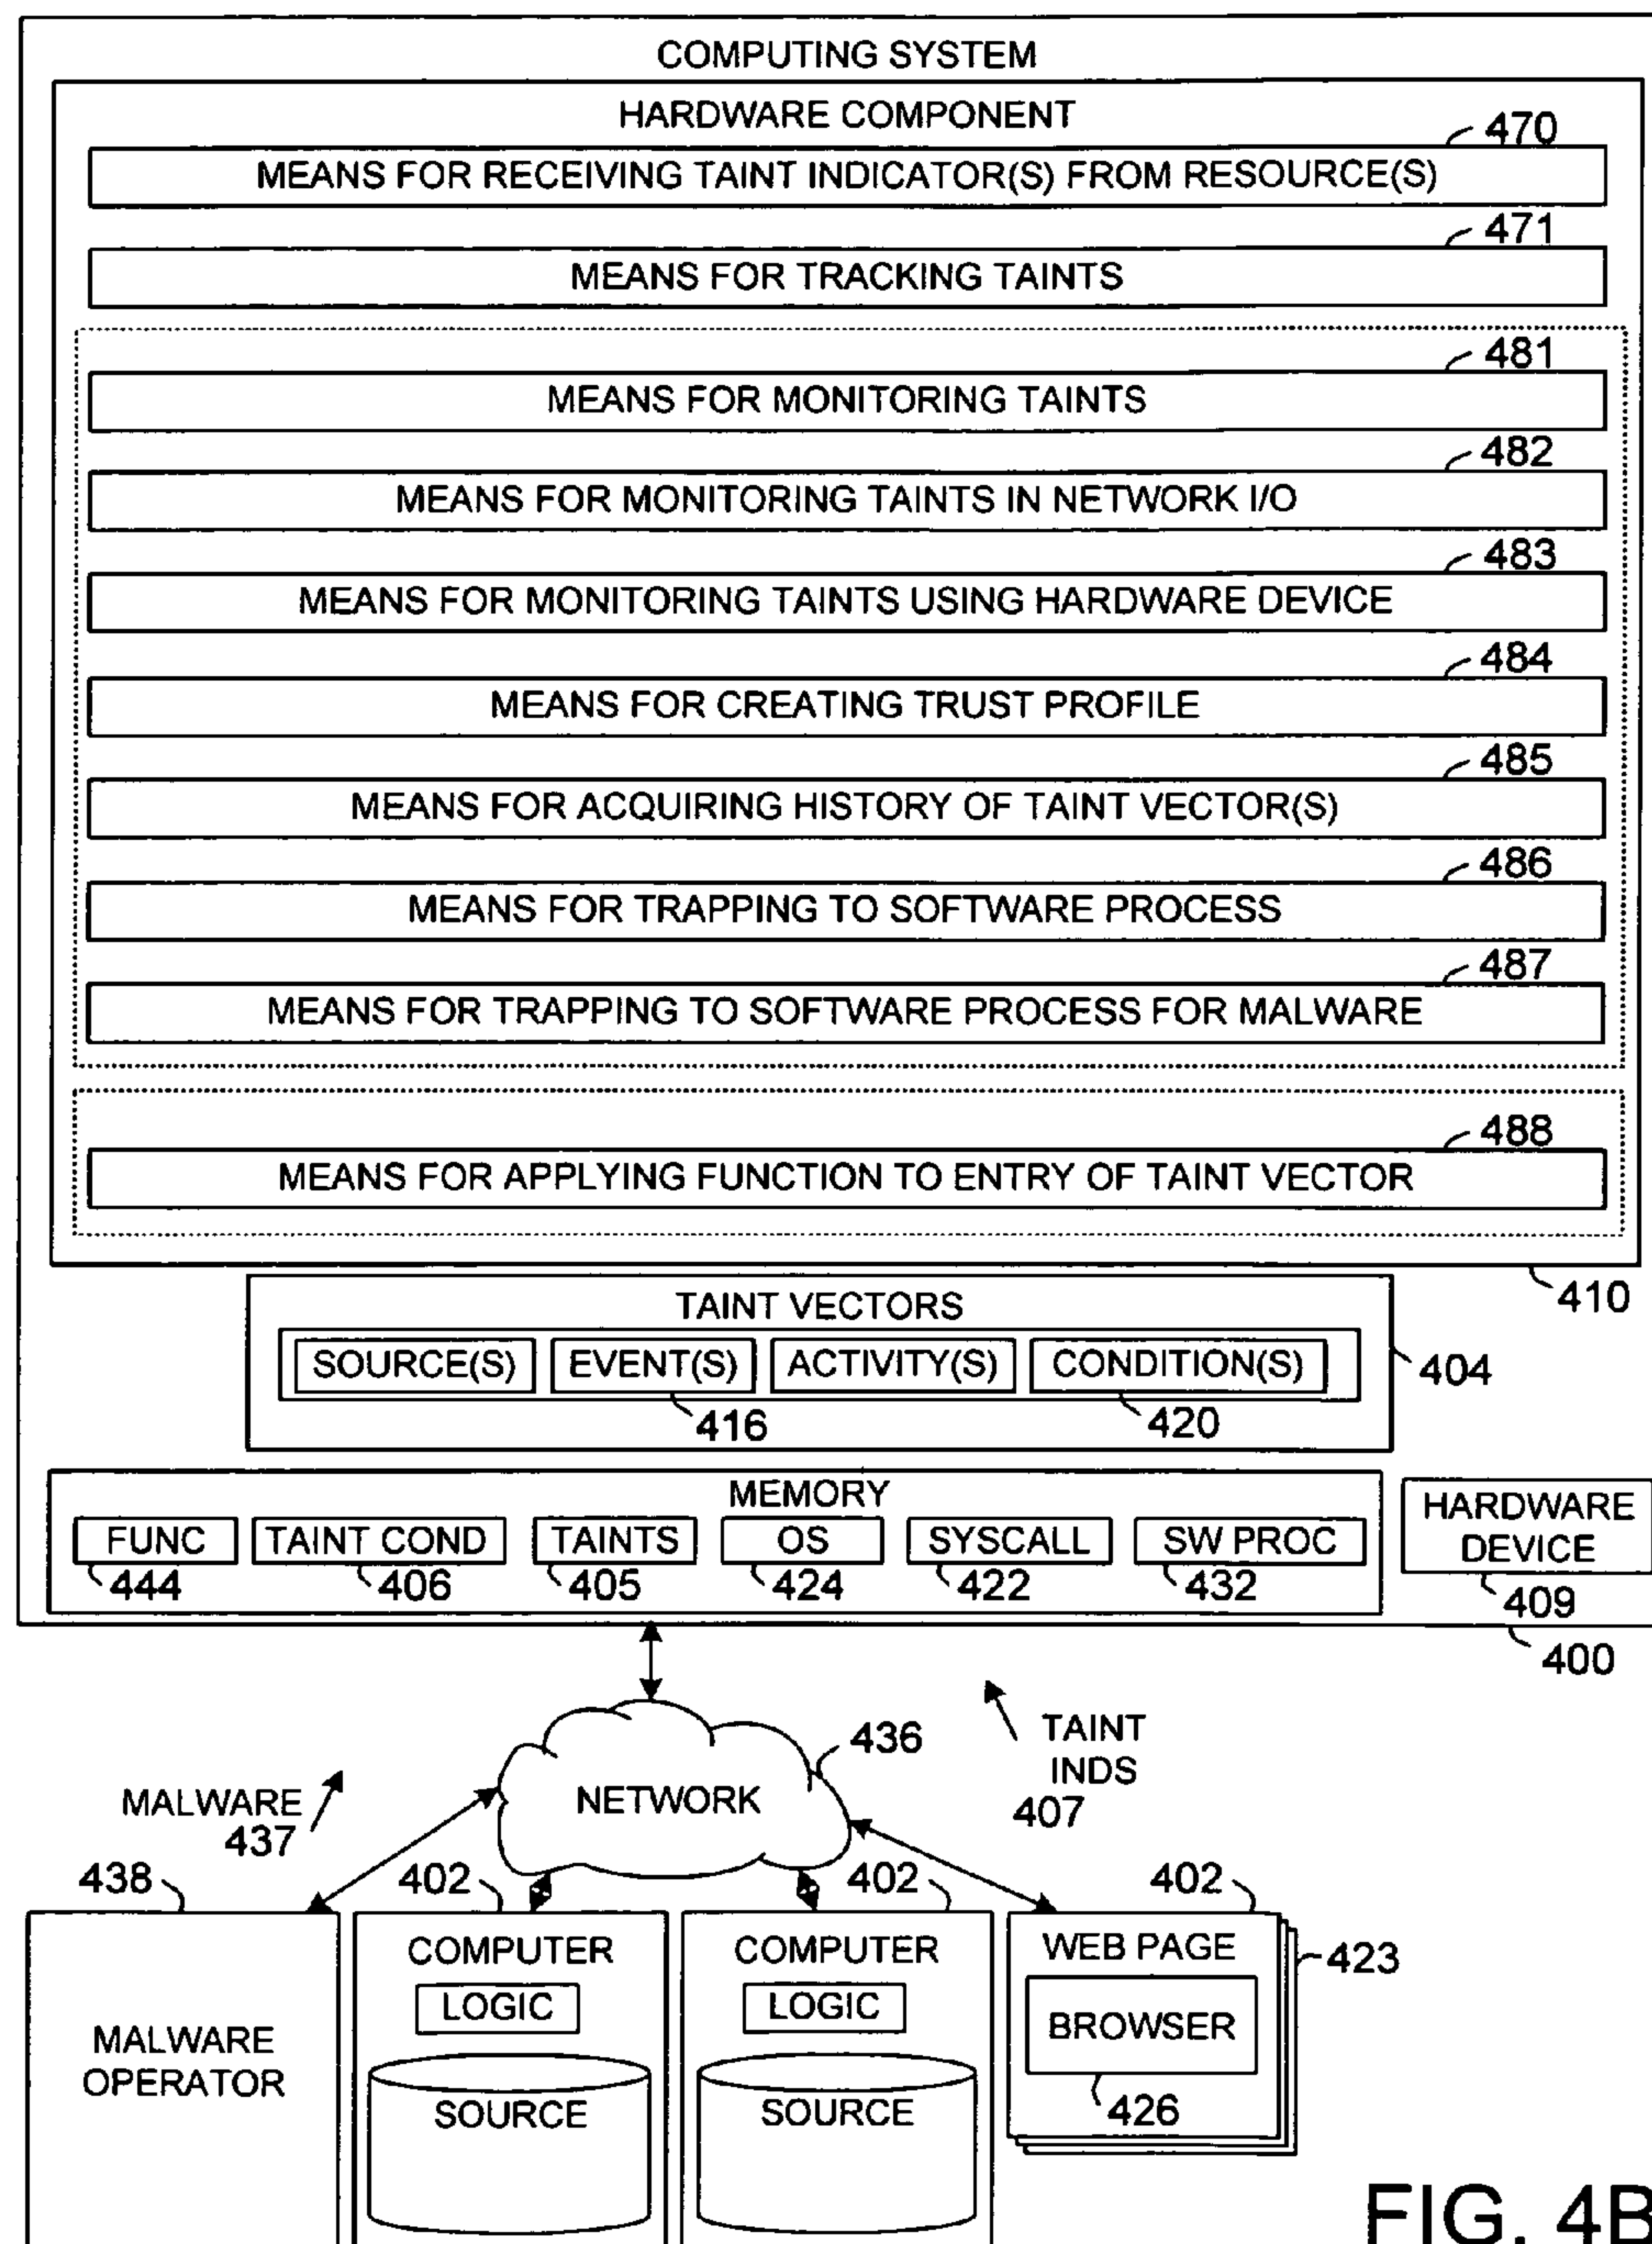 COMPUTING SYSTEM
HARDWARE COMPONENT
470
MEANS FOR RECEIVING TAINT INDICATOR(S) FROM RESOURCE(S)
471
MEANS FOR TRACKING TAINTS
481
MEANS FOR MONITORING TAINTS
482
MEANS FOR MONITORING TAINTS IN NETWORK I/O
483
MEANS FOR MONITORING TAINTS USING HARDWARE DEVICE
484
MEANS FOR CREATING TRUST PROFILE
485
MEANS FOR ACQUIRING HISTORY OF TAINT VECTOR(S)
486
MEANS FOR TRAPPING TO SOFTWARE PROCESS
487
MEANS FOR TRAPPING TO SOFTWARE PROCESS FOR MALWARE
488
MEANS FOR APPLYING FUNCTION TO ENTRY OF TAINT VECTOR
410
TAINT VECTORS
SOURCE(S) EVENT(S) ACTIVITY(S) CONDITION(S)
404
416 420
MEMORY
FUNC TAINT COND TAINTS OS SYSCALL SW PROC
444 406 405 424 422 432
HARDWARE
DEVICE
409
400
TAINT
INDS
407
436
NETWORK
MALWARE
437
438 402 402 402
MALWARE
OPERATOR
COMPUTER
LOGIC
SOURCE
COMPUTER
LOGIC
SOURCE
WEB PAGE
423
BROWSER
426
FIG. 4B